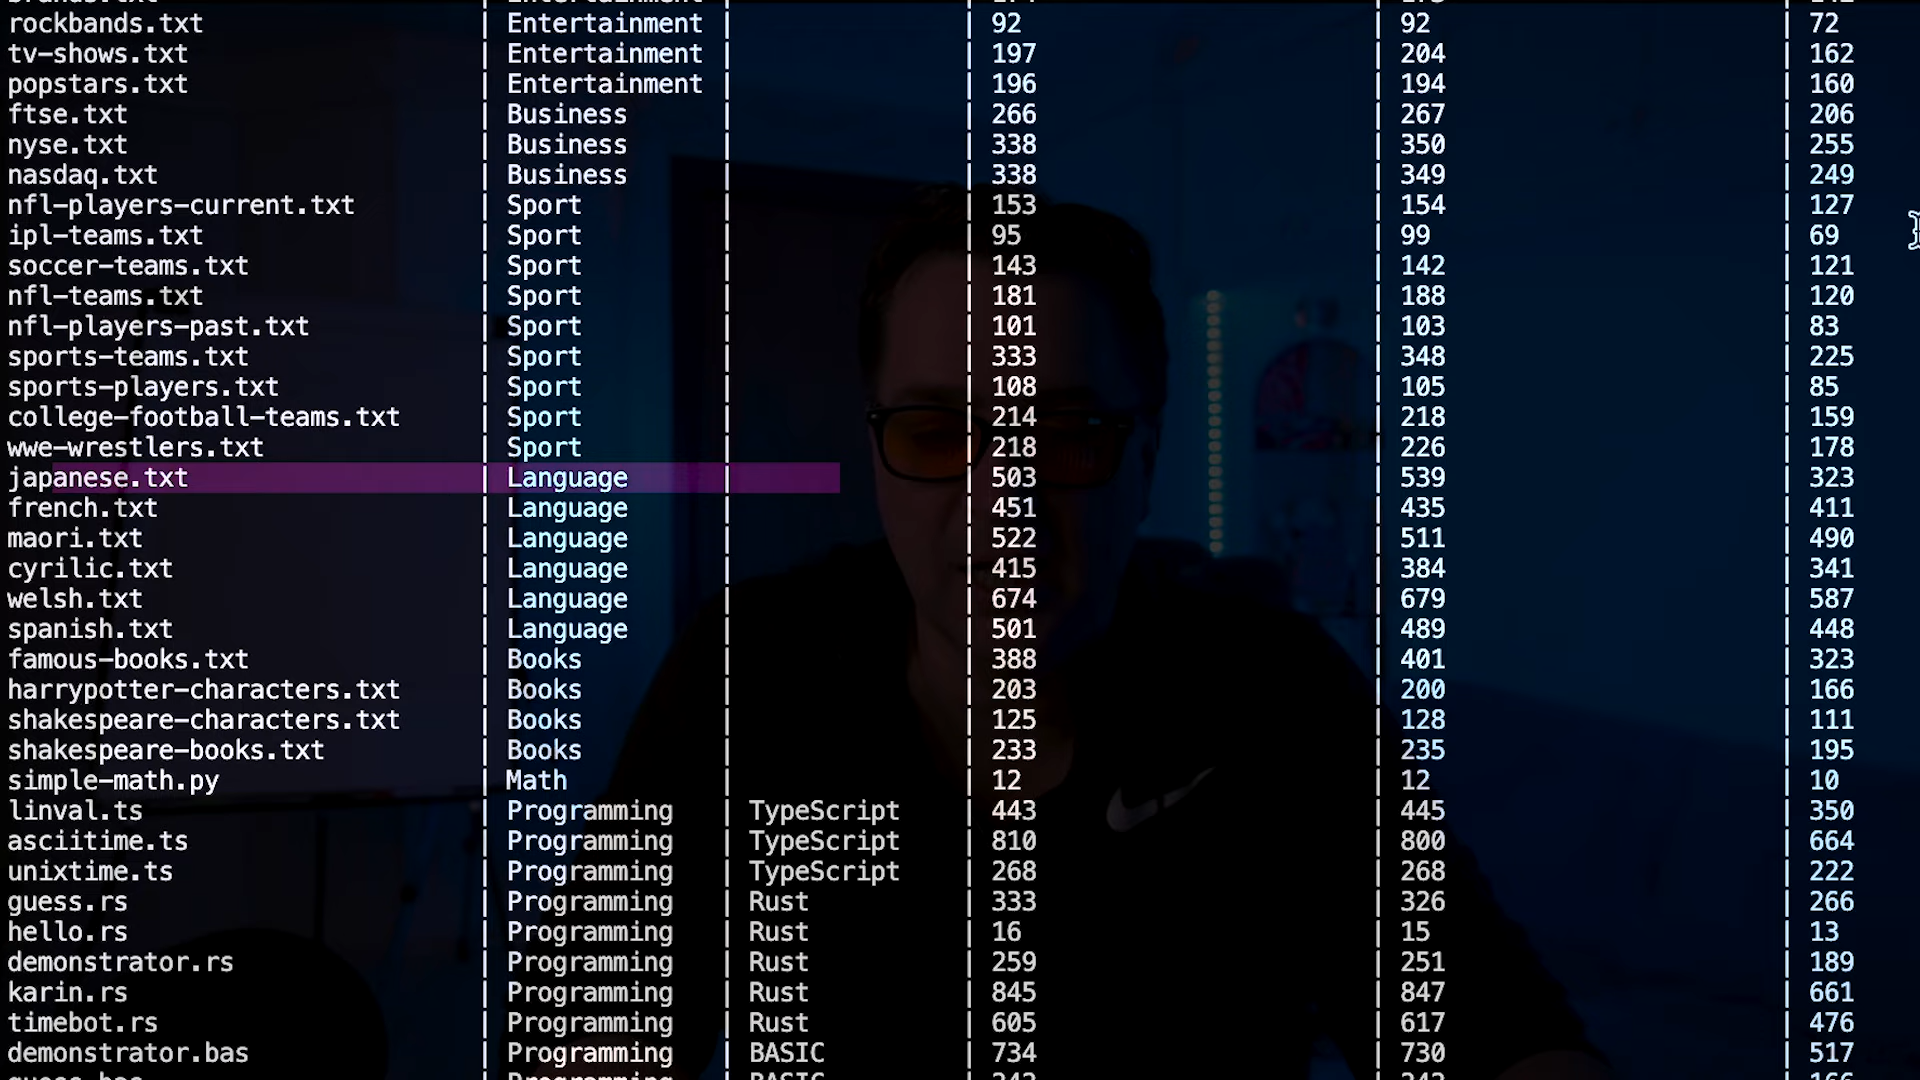 rockbands.txt | Entertainment | | 92 | 92 | 72
tv-shows.txt | Entertainment | | 197 | 204 | 162
popstars.txt | Entertainment | | 196 | 194 | 160
ftse.txt | Business | | 266 | 267 | 206
nyse.txt | Business | | 338 | 350 | 255
nasdaq.txt | Business | | 338 | 349 | 249
nfl-players-current.txt | Sport | | 153 | 154 | 127
ipl-teams.txt | Sport | | 95 | 99 | 69
soccer-teams.txt | Sport | | 143 | 142 | 121
nfl-teams.txt | Sport | | 181 | 188 | 120
nfl-players-past.txt | Sport | | 101 | 103 | 83
sports-teams.txt | Sport | | 333 | 348 | 225
sports-players.txt | Sport | | 108 | 105 | 85
college-football-teams.txt | Sport | | 214 | 218 | 159
wwe-wrestlers.txt | Sport | | 218 | 226 | 178
japanese.txt | Language | | 503 | 539 | 323
french.txt | Language | | 451 | 435 | 411
maori.txt | Language | | 522 | 511 | 490
cyrilic.txt | Language | | 415 | 384 | 341
welsh.txt | Language | | 674 | 679 | 587
spanish.txt | Language | | 501 | 489 | 448
famous-books.txt | Books | | 388 | 401 | 323
harrypotter-characters.txt | Books | | 203 | 200 | 166
shakespeare-characters.txt | Books | | 125 | 128 | 111
shakespeare-books.txt | Books | | 233 | 235 | 195
simple-math.py | Math | | 12 | 12 | 10
linval.ts | Programming | TypeScript | 443 | 445 | 350
asciitime.ts | Programming | TypeScript | 810 | 800 | 664
unixtime.ts | Programming | TypeScript | 268 | 268 | 222
guess.rs | Programming | Rust | 333 | 326 | 266
hello.rs | Programming | Rust | 16 | 15 | 13
demonstrator.rs | Programming | Rust | 259 | 251 | 189
karin.rs | Programming | Rust | 845 | 847 | 661
timebot.rs | Programming | Rust | 605 | 617 | 476
demonstrator.bas | Programming | BASIC | 734 | 730 | 517